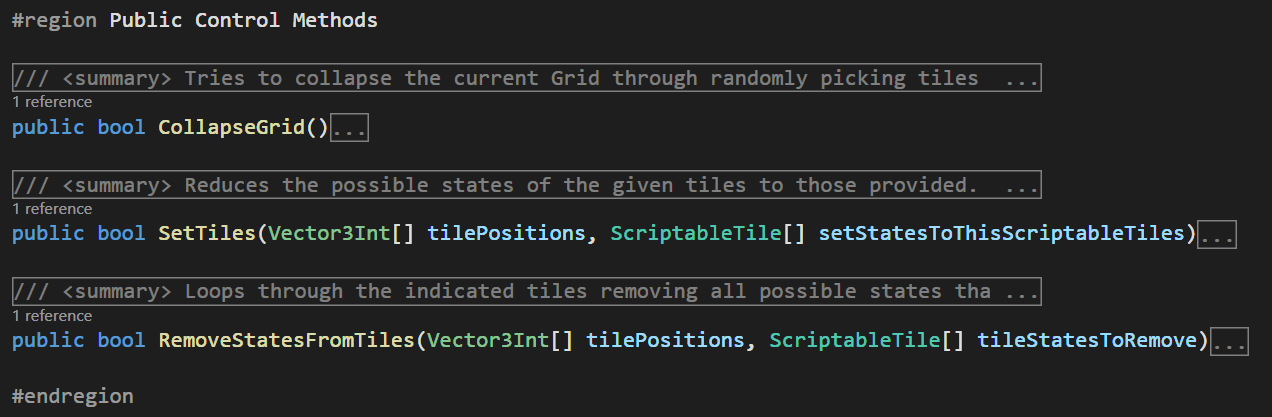 #region Public Control Methods
/// <summary> Tries to collapse the current Grid through randomly picking tiles ...
1 reference
public bool CollapseGrid()...
/// <summary> Reduces the possible states of the given tiles to those provided. ...
1 reference
public bool SetTiles(Vector3Int[] tilePositions, ScriptableTile[] setStatesToThisScriptableTiles)...
/// <summary> Loops through the indicated tiles removing all possible states tha ...
1 reference
public bool RemoveStatesFromTiles(Vector3Int[] tilePositions, ScriptableTile[] tileStatesToRemove)...
#endregion